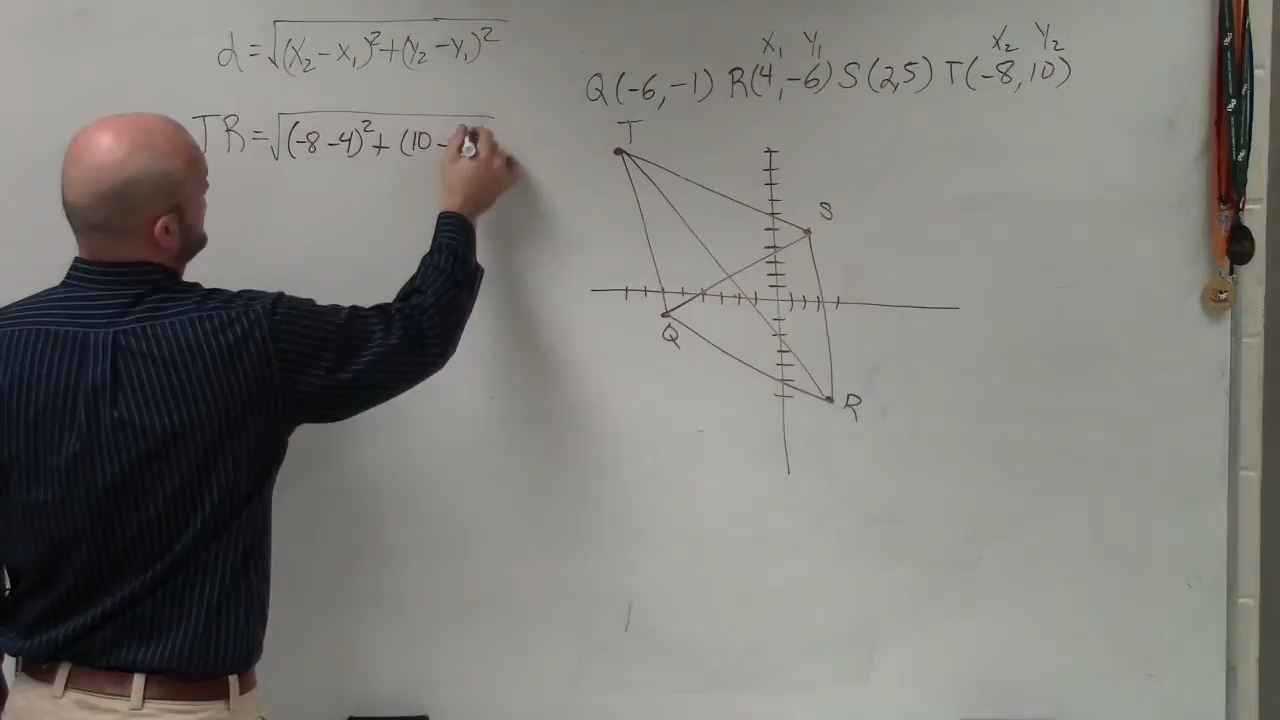 d = √(X₂ - X₁)² + (Y₂ - Y₁)²
X₁ Y₁ X₂ Y₂
Q (-6, -1) R (4, -6) S (2, 5) T (-8, 10)
TR = √(-8 - 4)² + (10 -
T
S
Q
R